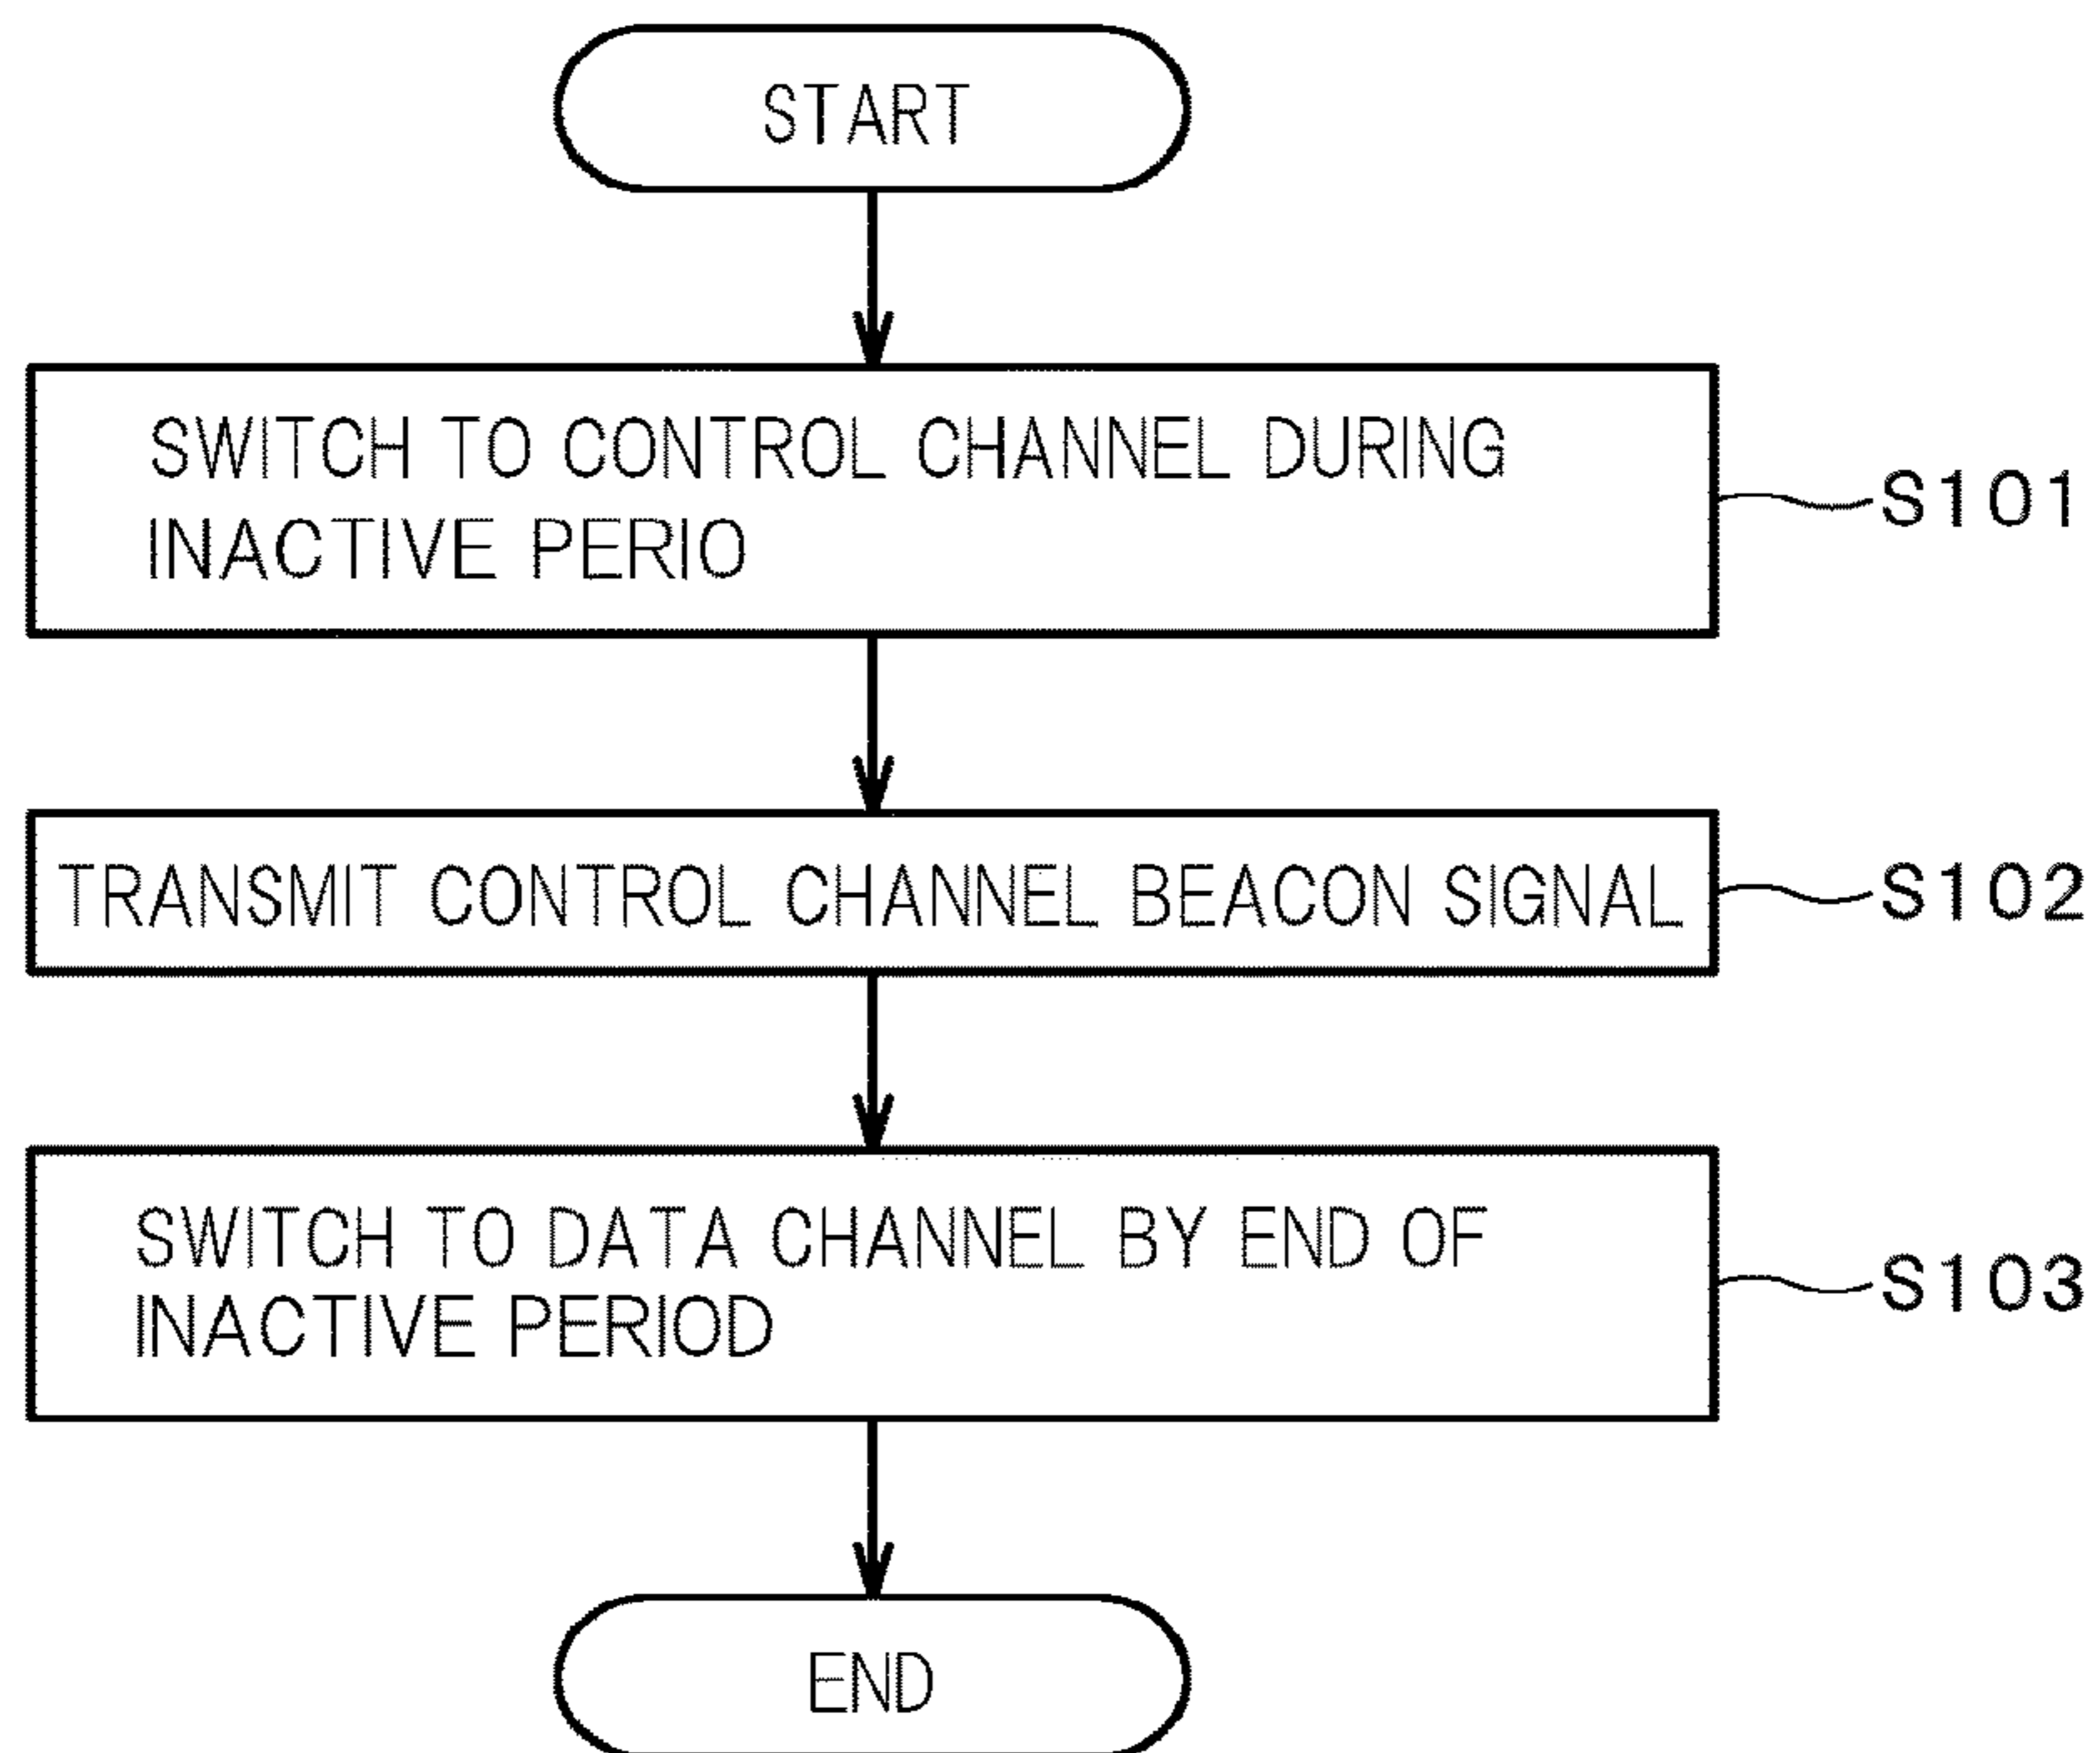 START
SWITCH TO CONTROL CHANNEL DURING
INACTIVE PERIO
S101
TRANSMIT CONTROL CHANNEL BEACON SIGNAL
S102
SWITCH TO DATA CHANNEL BY END OF
INACTIVE PERIOD
S103
END